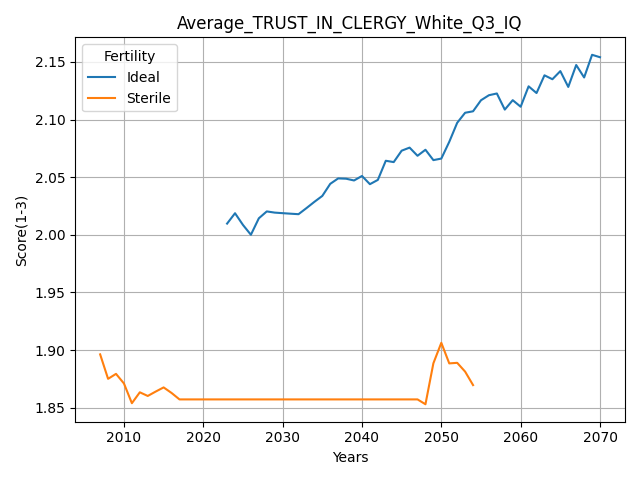 Average_TRUST_IN_CLERGY_White_Q3_IQ
Fertility
Ideal
Sterile
Score(1-3)
2.15
2.10
2.05
2.00
1.95
1.90
1.85
2010 2020 2030 2040 2050 2060 2070
Years